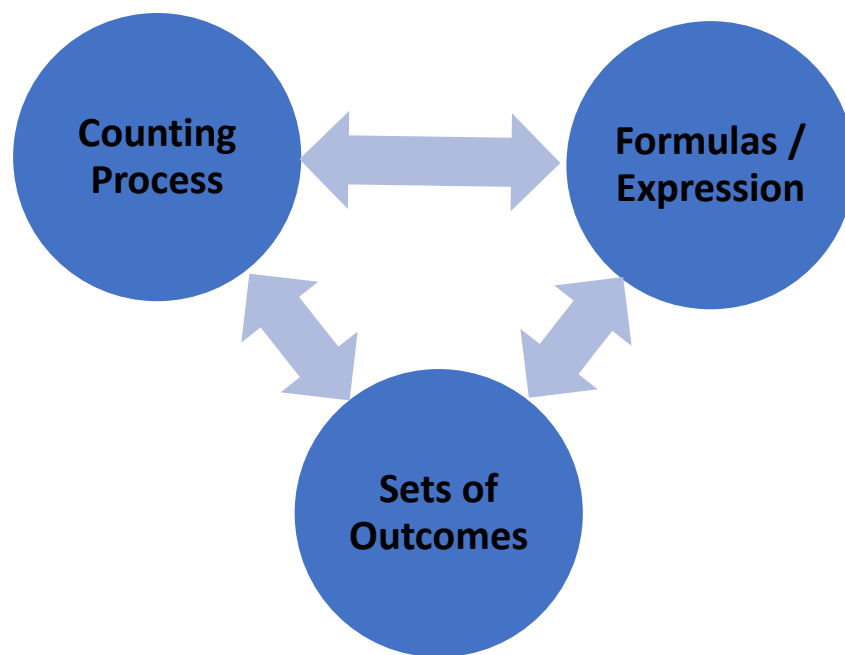 Counting
Process
Formulas /
Expression
Sets of
Outcomes